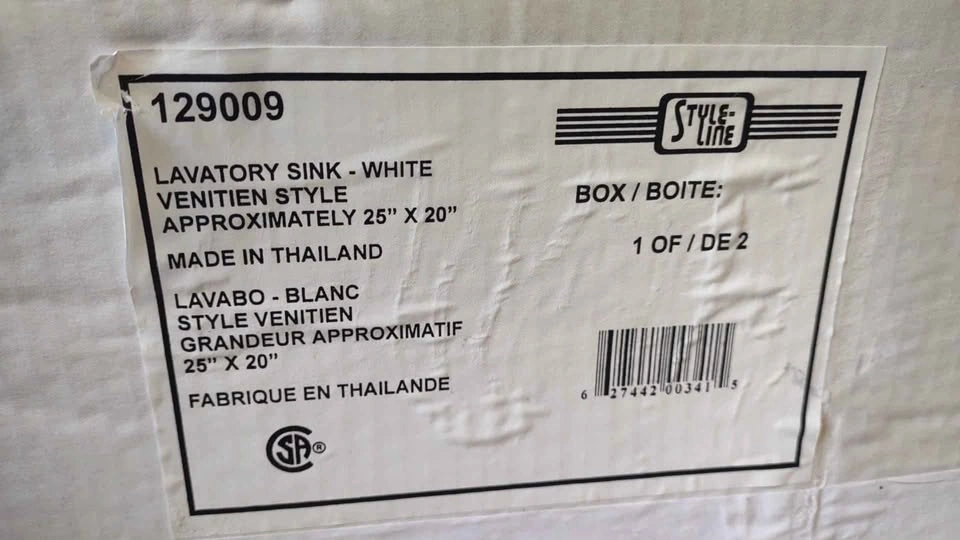 129009
STYLE-
LINE
LAVATORY SINK - WHITE
VENITIEN STYLE
APPROXIMATELY 25” X 20”
MADE IN THAILAND
LAVABO - BLANC
STYLE VENITIEN
GRANDEUR APPROXIMATIF
25” X 20”
FABRIQUE EN THAILANDE
CSA®
BOX / BOITE:
1 OF / DE 2
6 27442 00341 5